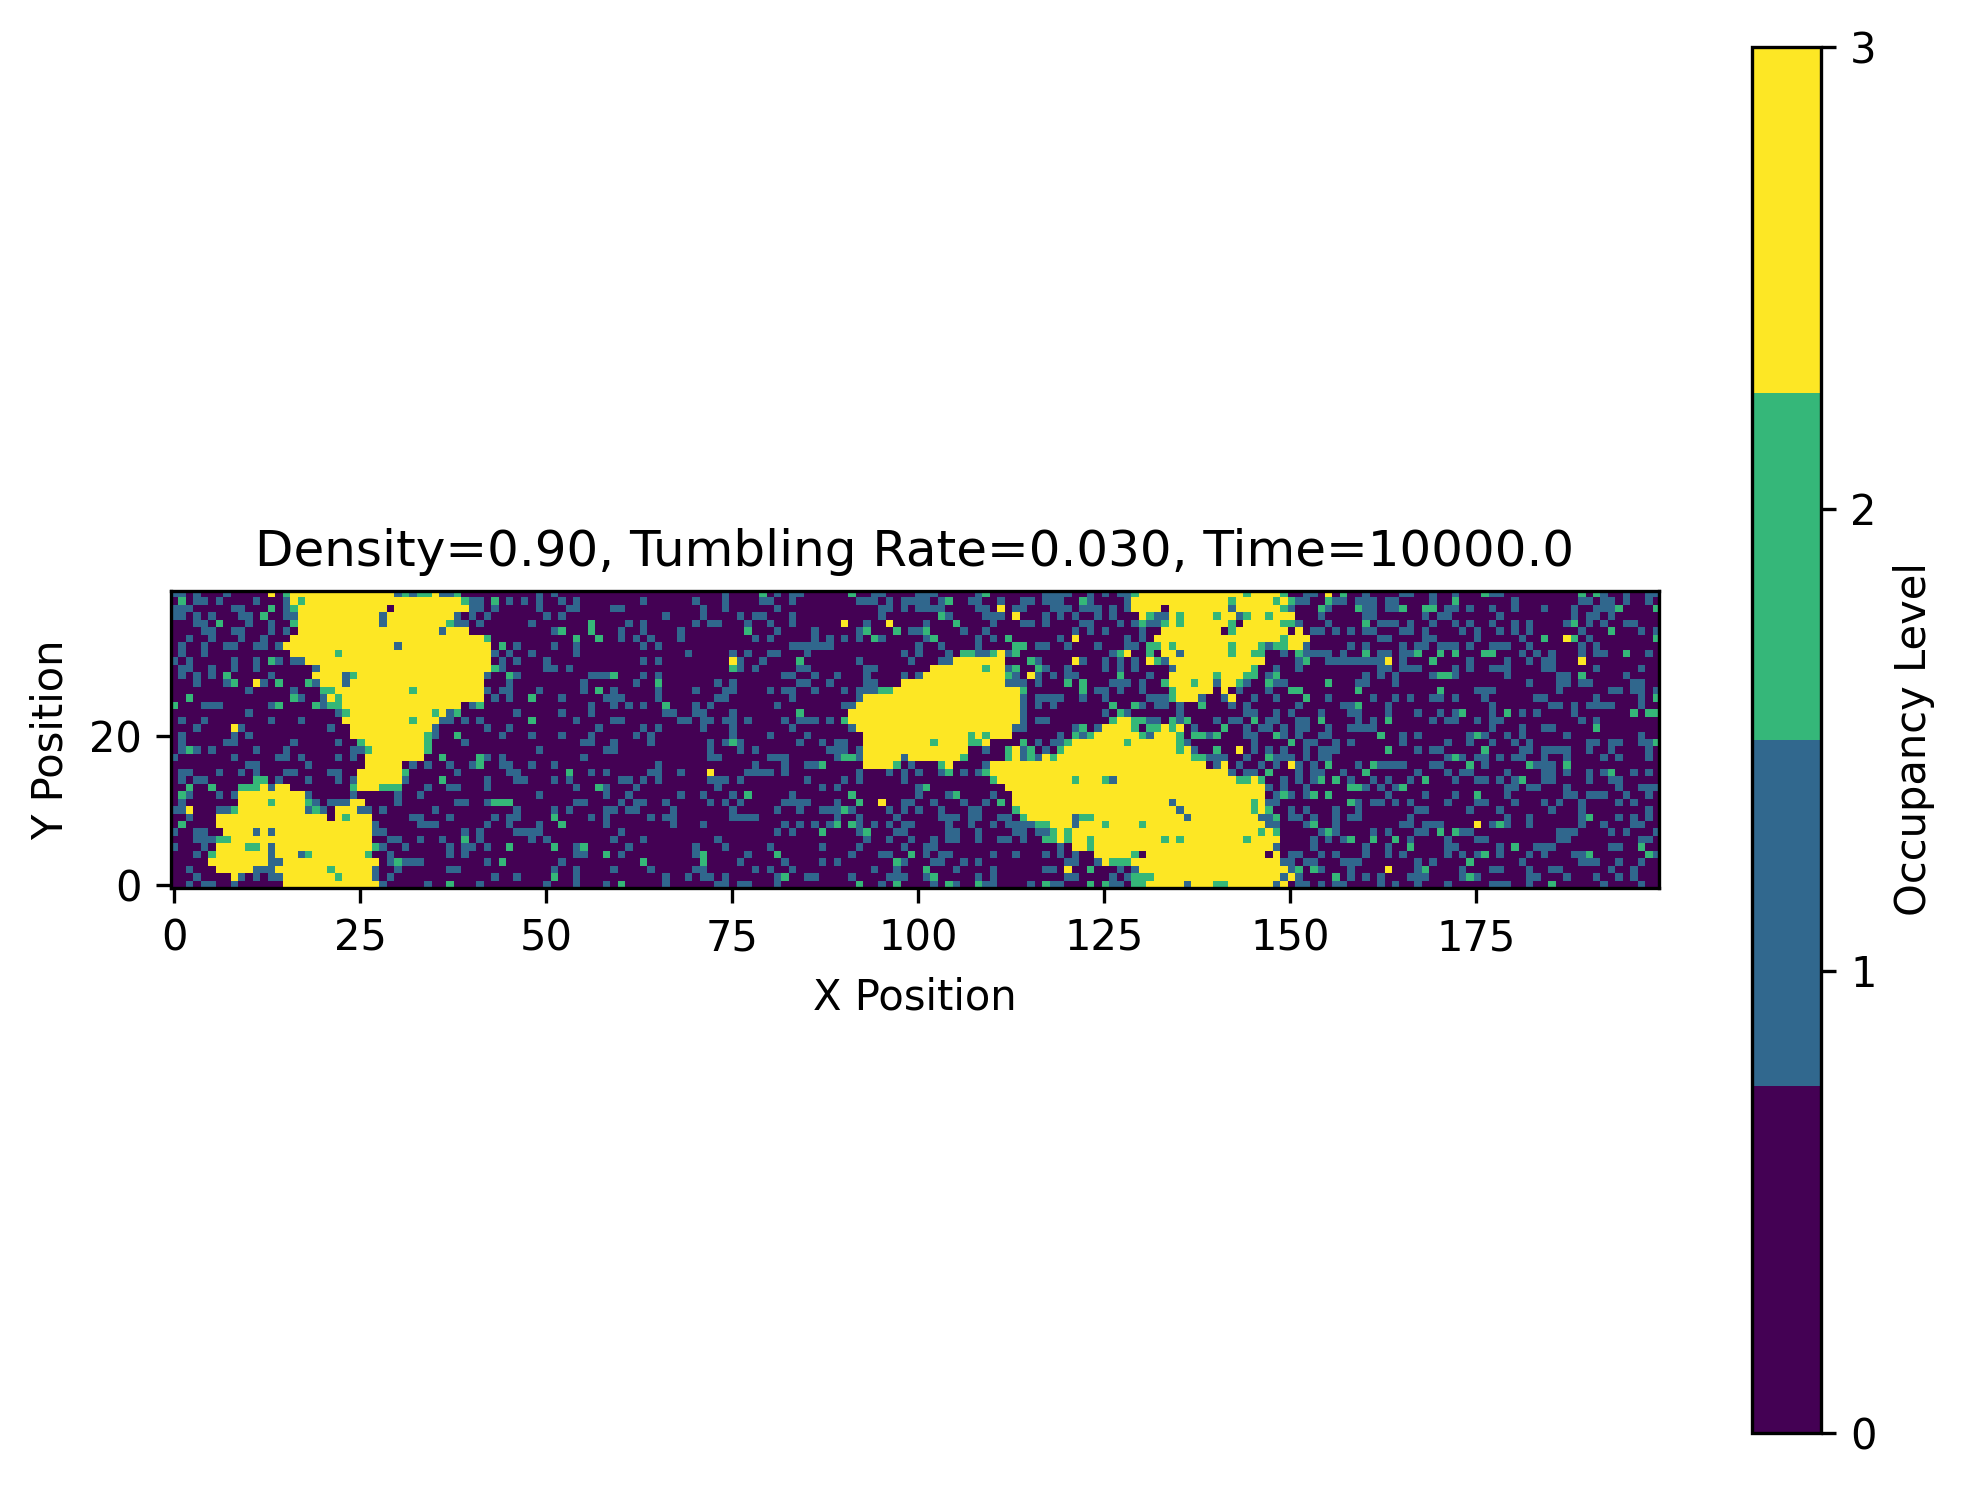 Density=0.90, Tumbling Rate=0.030, Time=10000.0
Y Position
20
0
0 25 50 75 100 125 150 175
X Position
3
2
1
0
Occupancy Level